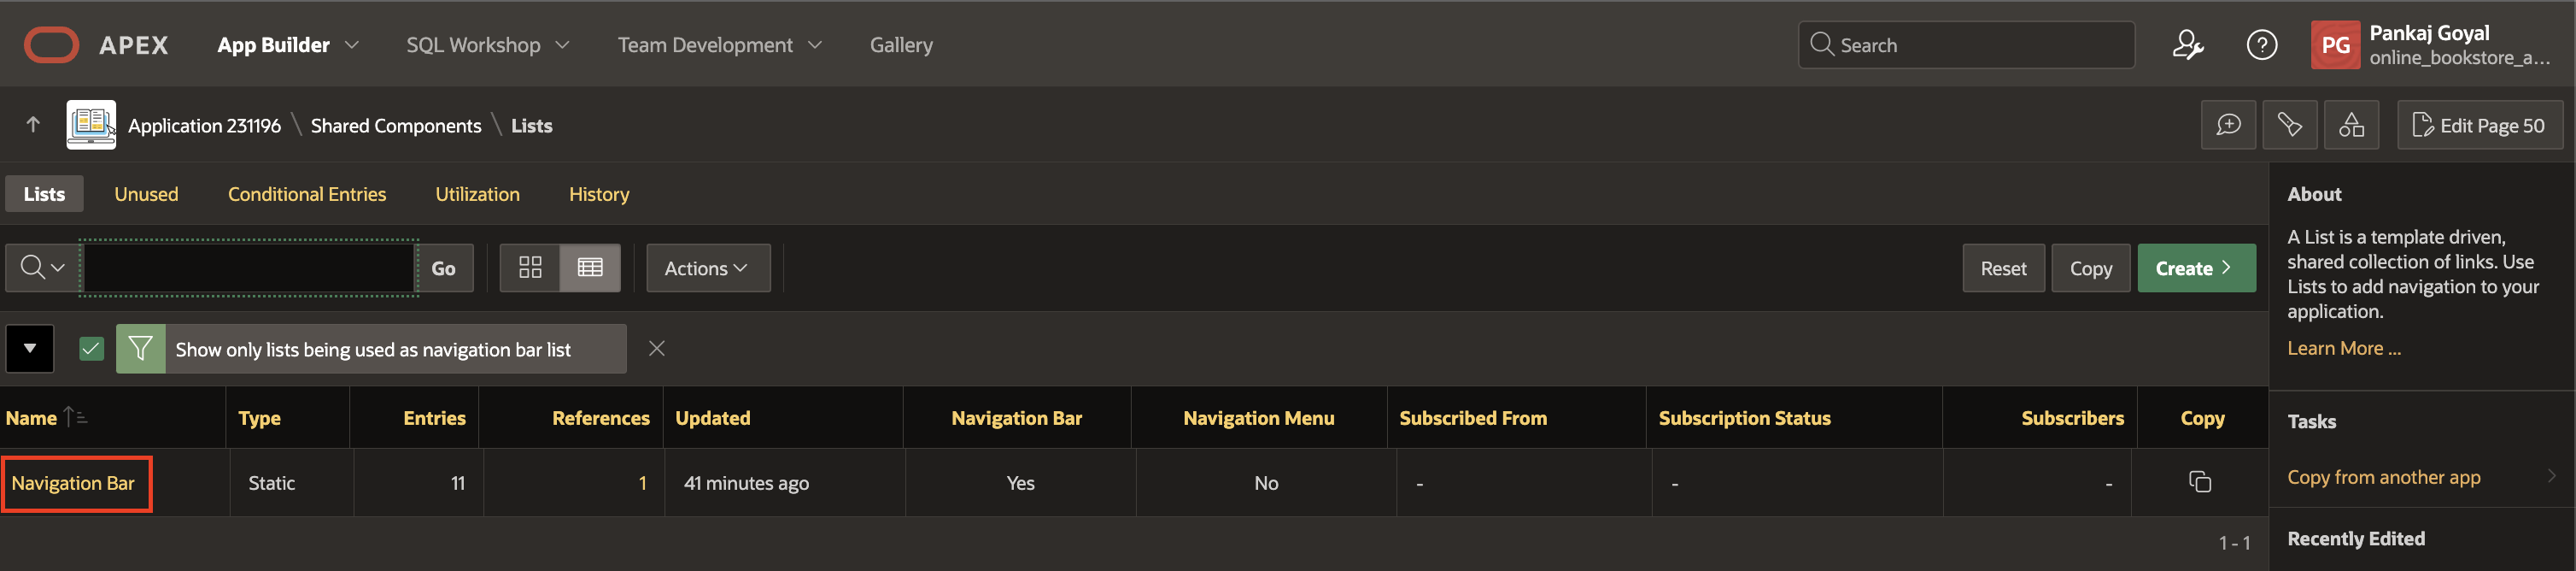 APEX App Builder SQL Workshop Team Development Gallery Search PG Pankaj Goyal
online_bookstore_a...
Application 231196 \ Shared Components \ Lists Edit Page 50
Lists Unused Conditional Entries Utilization History
Go Actions Reset Copy Create
Show only lists being used as navigation bar list
Name Type Entries References Updated Navigation Bar Navigation Menu Subscribed From Subscription Status Subscribers Copy
Navigation Bar Static 11 1 41 minutes ago Yes No - - -
1 - 1
About
A List is a template driven,
shared collection of links. Use
Lists to add navigation to your
application.
Learn More ...
Tasks
Copy from another app
Recently Edited